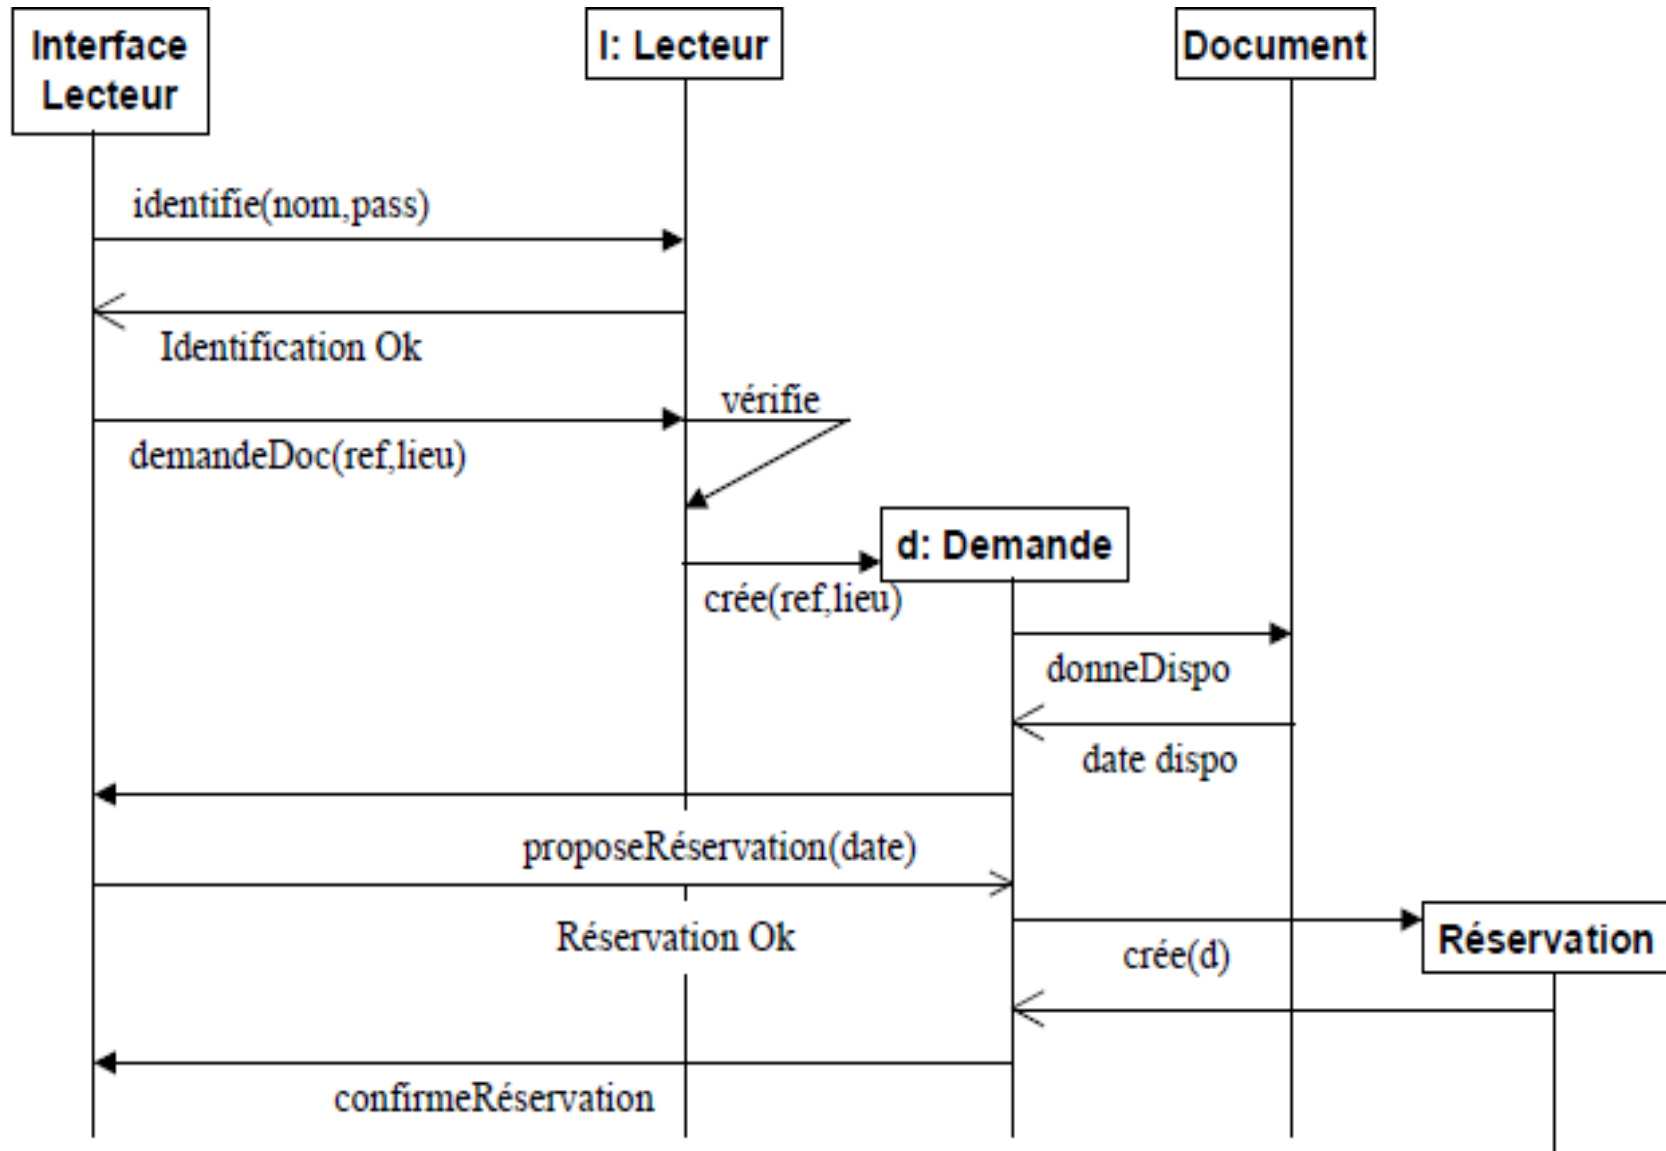 Interface
Lecteur
l: Lecteur
Document
identifie(nom,pass)
Identification Ok
vérifie
demandeDoc(ref,lieu)
d: Demande
crée(ref,lieu)
donneDispo
date dispo
proposeRéservation(date)
Réservation Ok
crée(d)
Réservation
confirmeRéservation